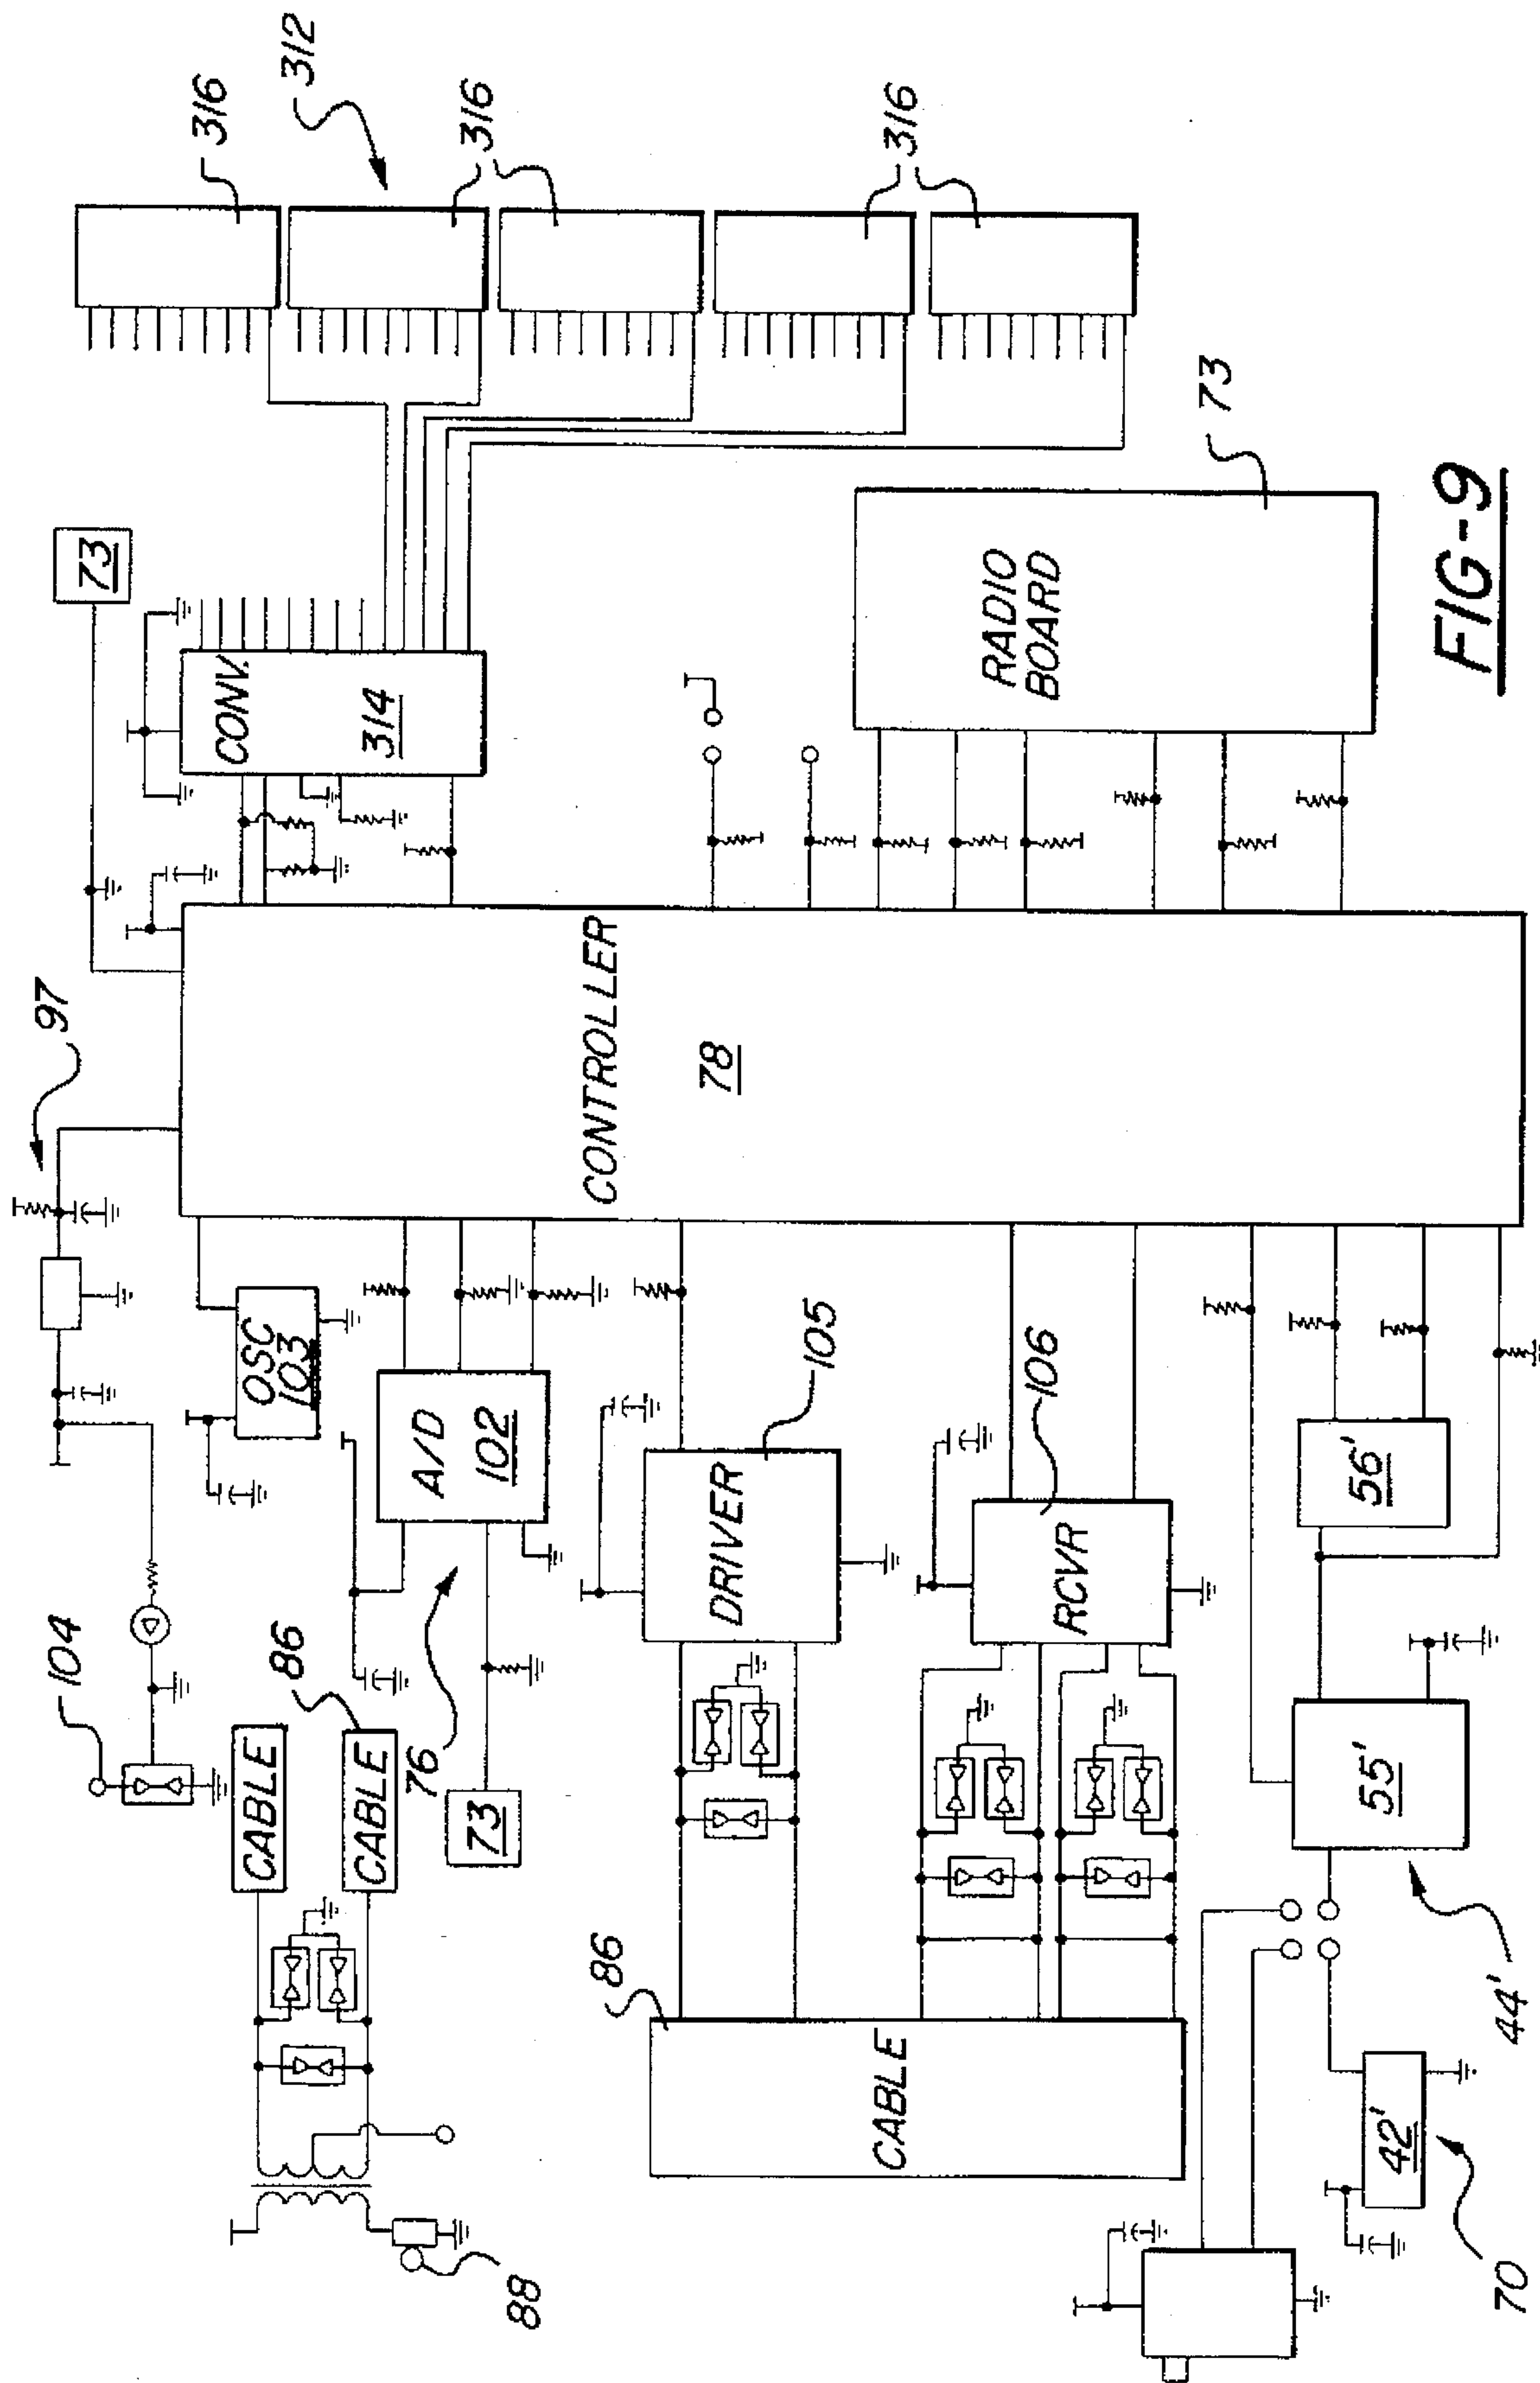 97
73
312
316
316
316
CONV.
314
104
86
OSC
103
CABLE
CABLE
88
A/D
102
76
73
CONTROLLER
78
DRIVER
105
RCVR
106
86
CABLE
RADIO
BOARD
73
56'
55'
44'
42'
70
FIG-9